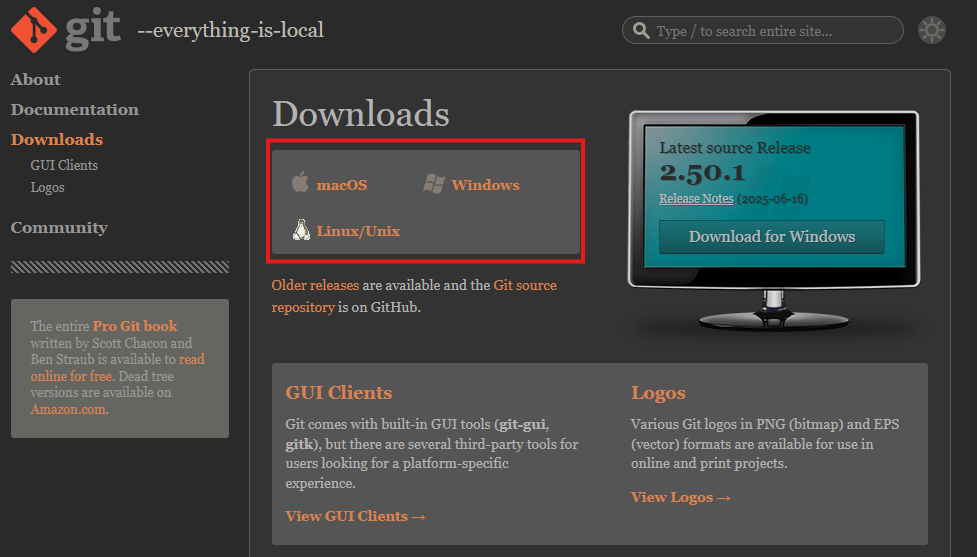 git --everything-is-local
Type / to search entire site...
About
Documentation
Downloads
GUI Clients
Logos
Community
The entire Pro Git book
written by Scott Chacon and
Ben Straub is available to read
online for free. Dead tree
versions are available on
Amazon.com.
Downloads
macOS
Windows
Linux/Unix
Older releases are available and the Git source
repository is on GitHub.
Latest source Release
2.50.1
Release Notes (2025-06-16)
Download for Windows
GUI Clients
Git comes with built-in GUI tools (git-gui,
gitk), but there are several third-party tools for
users looking for a platform-specific
experience.
View GUI Clients →
Logos
Various Git logos in PNG (bitmap) and EPS
(vector) formats are available for use in
online and print projects.
View Logos →